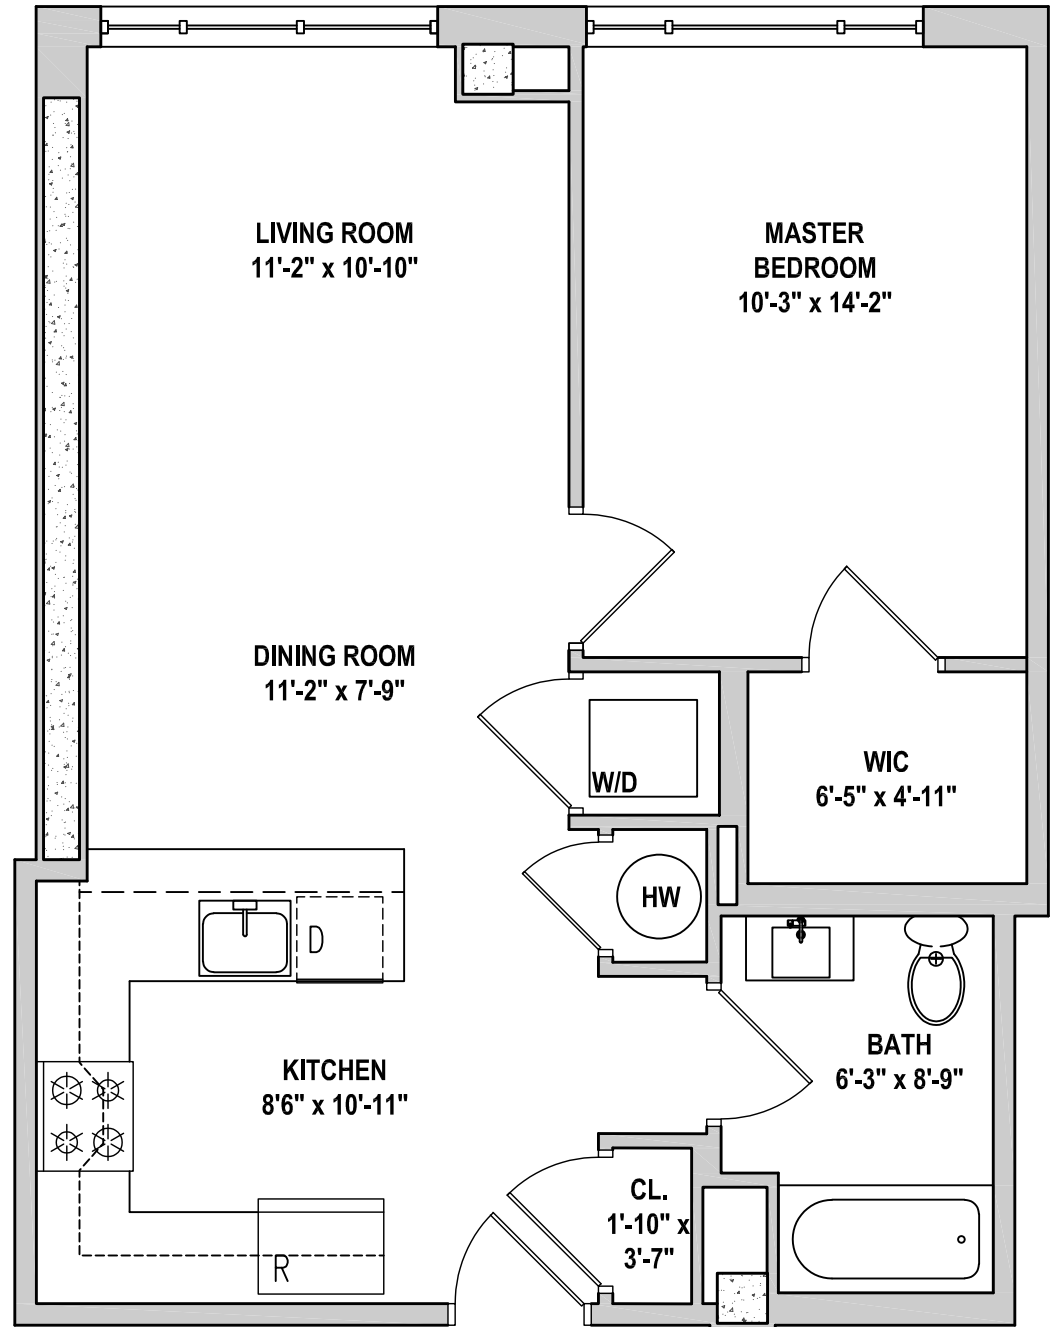 LIVING ROOM
11'-2" x 10'-10"
MASTER
BEDROOM
10'-3" x 14'-2"
DINING ROOM
11'-2" x 7'-9"
W/D
WIC
6'-5" x 4'-11"
HW
D
KITCHEN
8'6" x 10'-11"
BATH
6'-3" x 8'-9"
CL.
1'-10" x
3'-7"
R